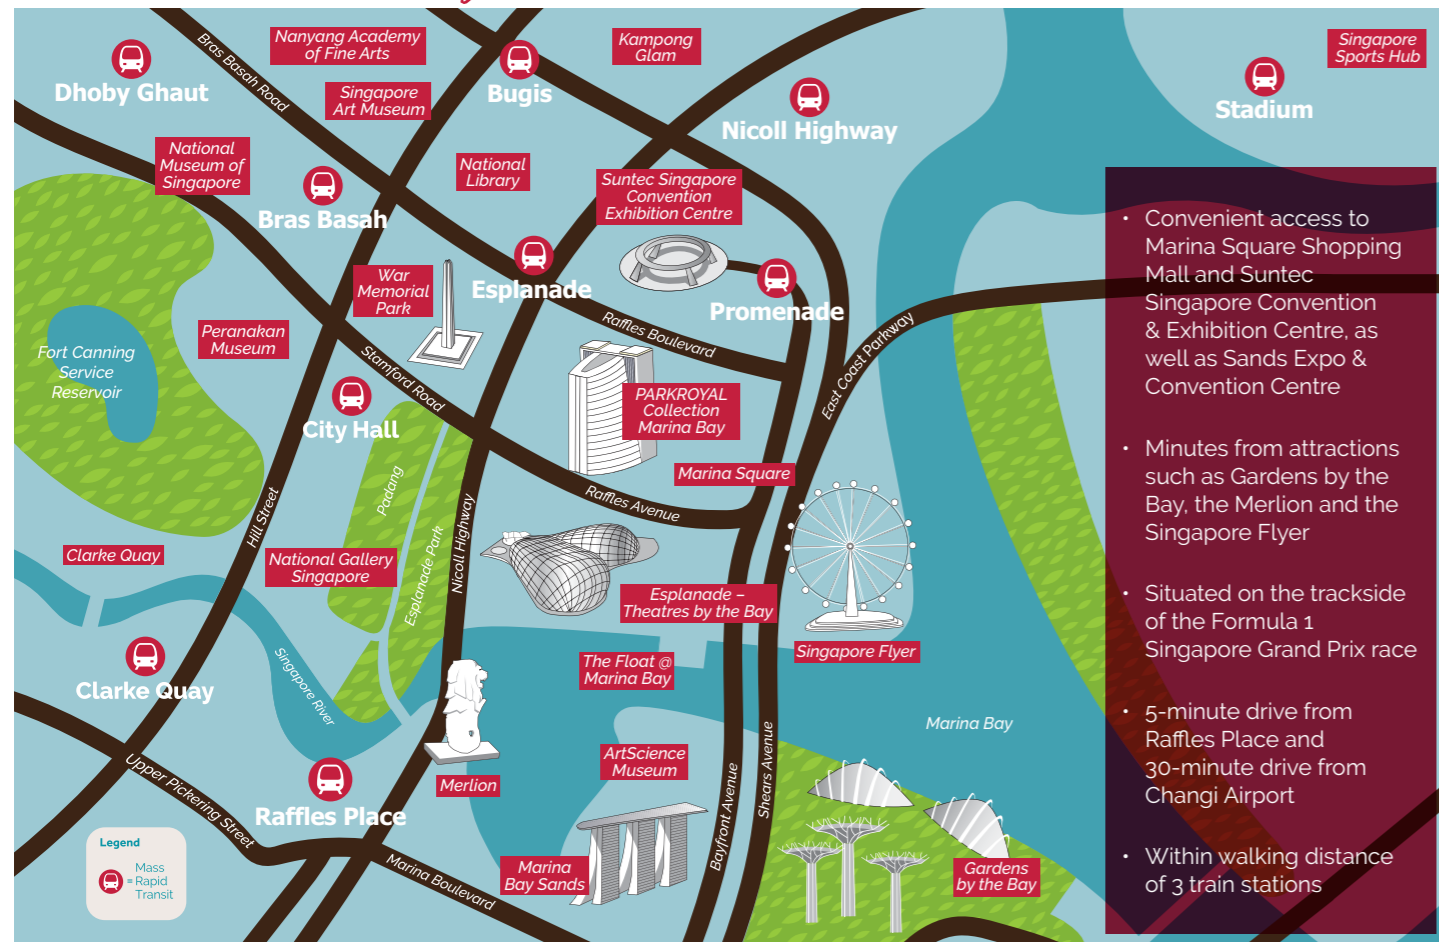 Nanyang Academy
of Fine Arts
Kampong
Glam
Singapore
Sports Hub
Bras Basah Road
Dhoby Ghaut
Singapore
Art Museum
Bugis
Nicoll Highway
Stadium
National
Museum of
Singapore
National
Library
Suntec Singapore
Convention
Exhibition Centre
Bras Basah
War
Memorial
Park
Esplanade
Promenade
Peranakan
Museum
Raffles Boulevard
East Coast Parkway
Fort Canning
Service
Reservoir
Stamford Road
City Hall
PARKROYAL
Collection
Marina Bay
Marina Square
Padang
Raffles Avenue
Hill Street
Nicoll Highway
Esplanade Park
Clarke Quay
National Gallery
Singapore
Esplanade –
Theatres by the Bay
Singapore Flyer
The Float @
Marina Bay
Clarke Quay
Singapore River
Marina Bay
ArtScience
Museum
Merlion
Upper Pickering Street
Raffles Place
Shears Avenue
Bayfront Avenue
Marina Boulevard
Marina
Bay Sands
Gardens
by the Bay
Legend
= Mass
Rapid
Transit
• Convenient access to
Marina Square Shopping
Mall and Suntec
Singapore Convention
& Exhibition Centre, as
well as Sands Expo &
Convention Centre
• Minutes from attractions
such as Gardens by the
Bay, the Merlion and the
Singapore Flyer
• Situated on the trackside
of the Formula 1
Singapore Grand Prix race
• 5-minute drive from
Raffles Place and
30-minute drive from
Changi Airport
• Within walking distance
of 3 train stations